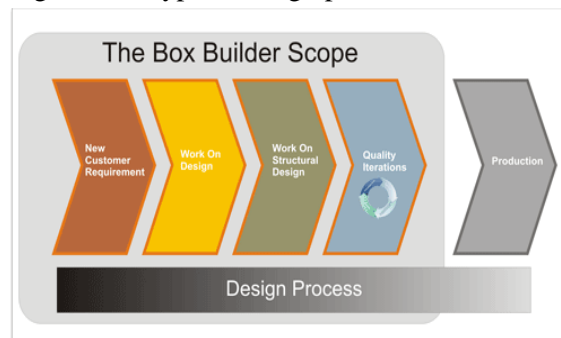 The Box Builder Scope
New
Customer
Requirement
Work On
Design
Work On
Structural
Design
Quality
Iterations
Production
Design Process